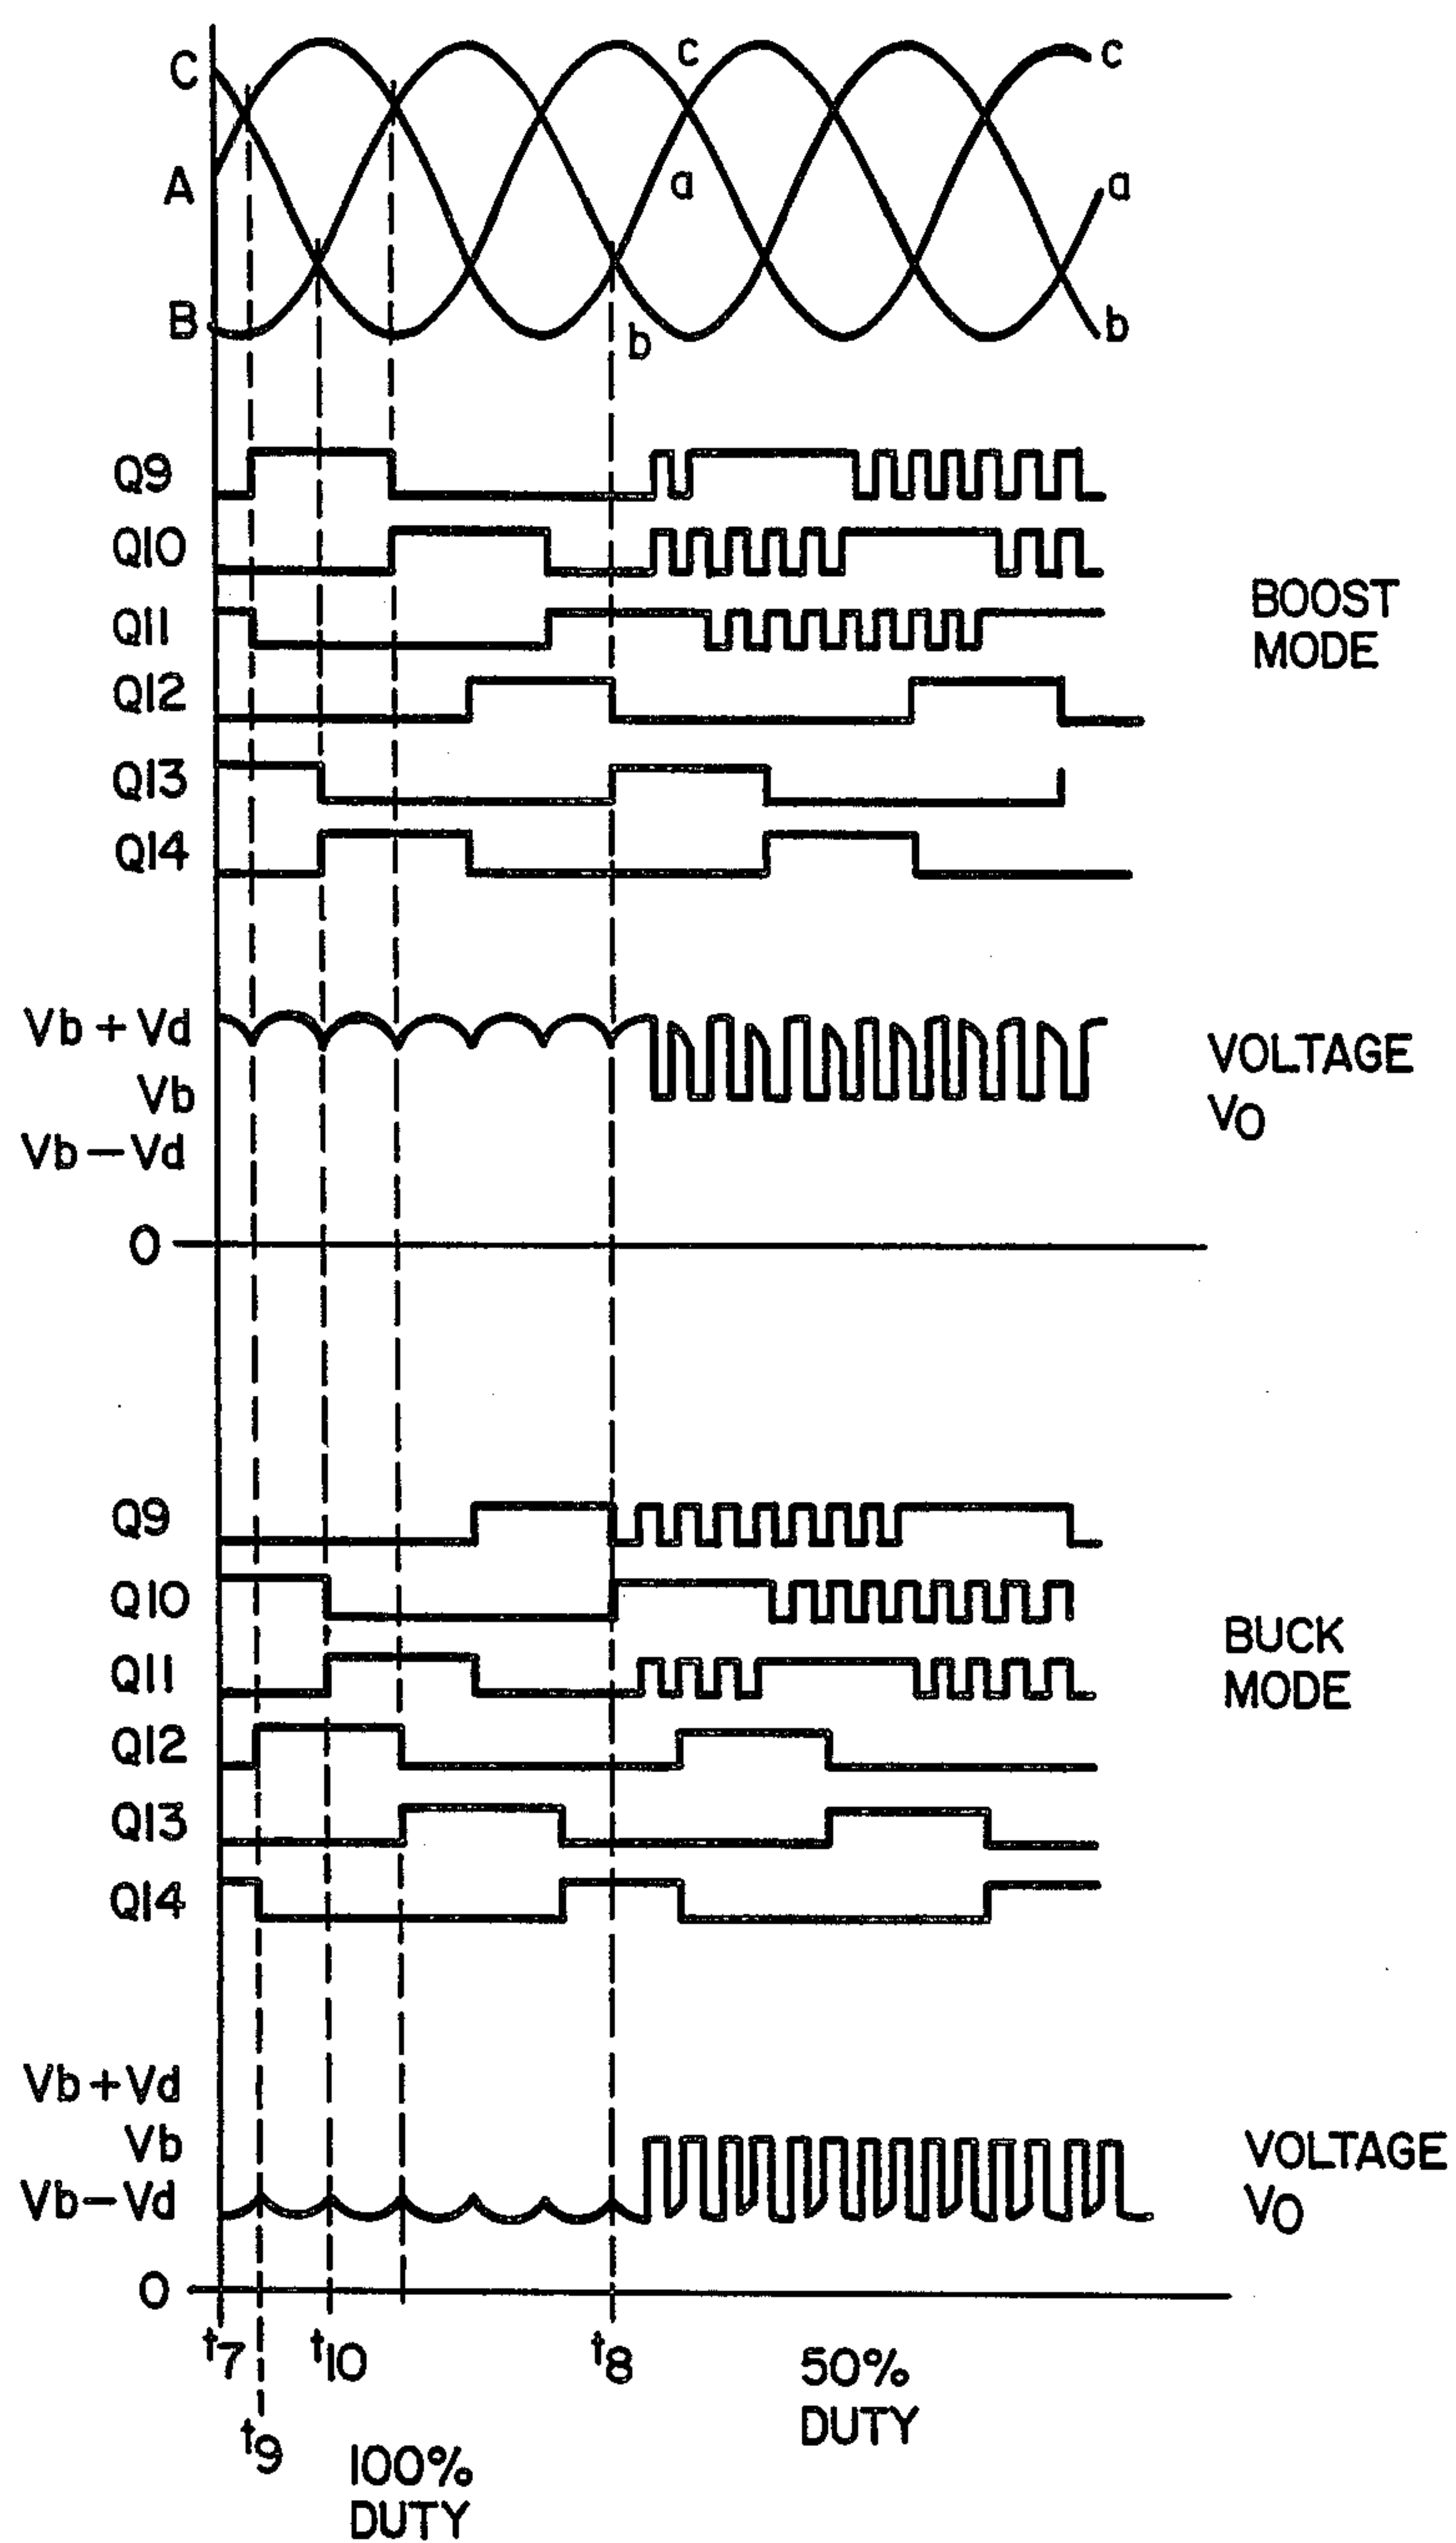 C
c
c
A
a
a
B
b
b
Q9
Q10
Q11
Q12
Q13
Q14
BOOST
MODE
Vb + Vd
Vb
Vb - Vd
0
VOLTAGE
VO
Q9
Q10
Q11
Q12
Q13
Q14
BUCK
MODE
Vb + Vd
Vb
Vb - Vd
0
VOLTAGE
VO
t7
t10
t8
t9
100%
DUTY
50%
DUTY